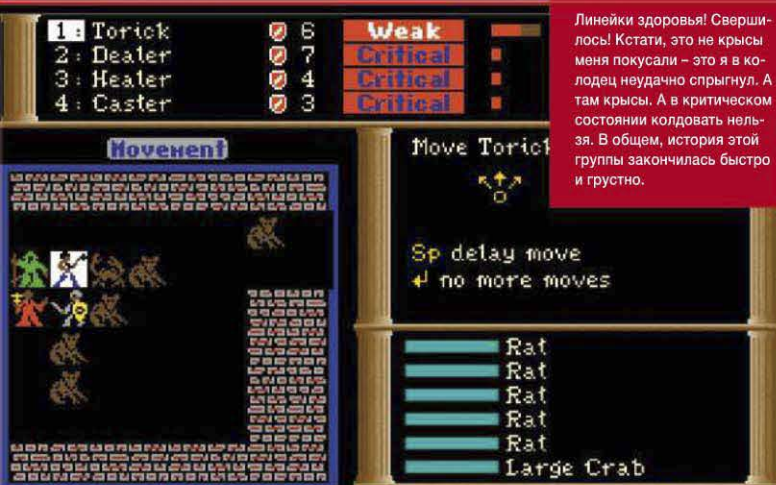 1: Torick 6 Weak
2: Dealer 7 Critical
3: Healer 4 Critical
4: Caster 3 Critical
Линейки здоровья! Сверши-
лось! Кстати, это не крысы
меня покусали – это я в ко-
лодец неудачно спрыгнул. А
там крысы. А в критическом
состоянии колдовать нель-
зя. В общем, история этой
группы закончилась быстро
и грустно.
Movement
Move Torick
Sp delay move
↲ no more moves
Rat
Rat
Rat
Rat
Rat
Large Crab